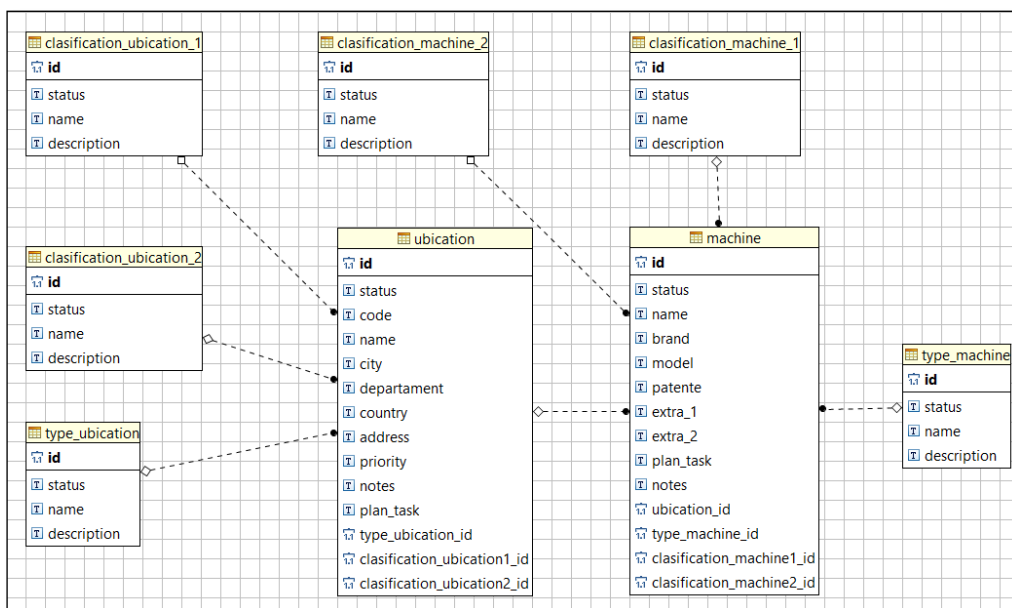 clasification_ubication_1
id
status
name
description
clasification_machine_2
id
status
name
description
clasification_machine_1
id
status
name
description
clasification_ubication_2
id
status
name
description
type_ubication
id
status
name
description
ubication
id
status
code
name
city
departament
country
address
priority
notes
plan_task
type_ubication_id
clasification_ubication1_id
clasification_ubication2_id
machine
id
status
name
brand
model
patente
extra_1
extra_2
plan_task
notes
ubication_id
type_machine_id
clasification_machine1_id
clasification_machine2_id
type_machine
id
status
name
description